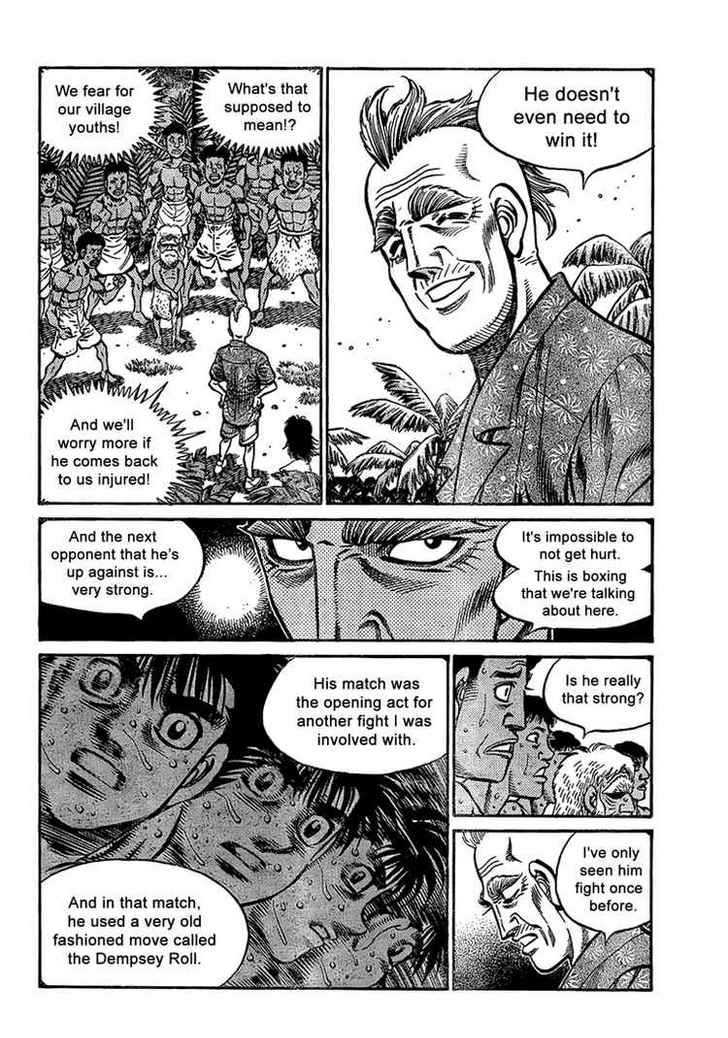 We fear for
our village
youths!
What's that
supposed to
mean!?
And we'll
worry more if
he comes back
to us injured!
He doesn't
even need to
win it!
And the next
opponent that he's
up against is...
very strong.
It's impossible to
not get hurt.
This is boxing
that we're talking
about here.
His match was
the opening act for
another fight I was
involved with.
And in that match,
he used a very old
fashioned move called
the Dempsey Roll.
Is he really
that strong?
I've only
seen him
fight once
before.